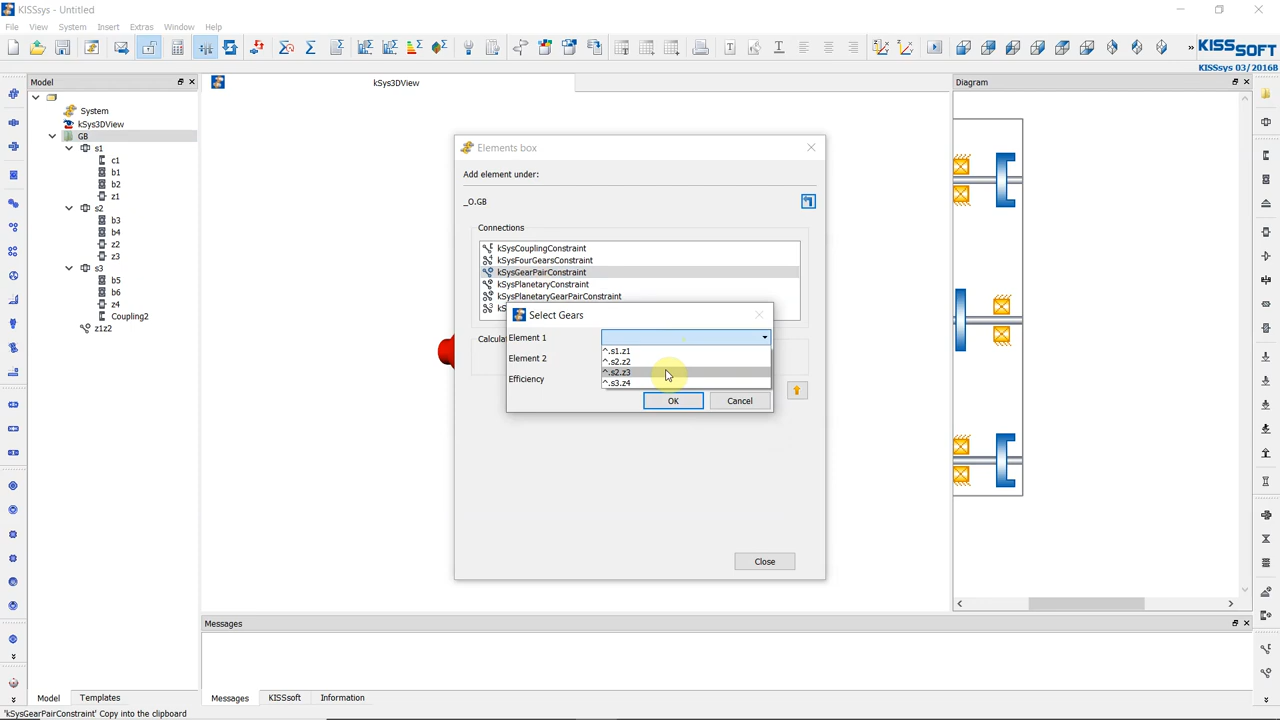 KISSsys - Untitled
File View System Insert Extras Window Help
KISSSOFT
KISSsys 03/2016B
Model
kSys3DView
Diagram
System
kSys3DView
GB
s1
c1
b1
b2
z1
s2
b3
b4
z2
z3
s3
b5
b6
z4
Coupling2
z1z2
Elements box
Add element under:
_O.GB
Connections
kSysCouplingConstraint
kSysFourGearsConstraint
kSysGearPairConstraint
kSysPlanetaryConstraint
kSysPlanetaryGearPairConstraint
Select Gears
Element 1
^.s1.z1
Element 2
^.s2.z2
^.s2.z3
Efficiency
^.s3.z4
OK Cancel
Close
Messages
Model Templates
Messages KISSsoft Information
'kSysGearPairConstraint' Copy into the clipboard